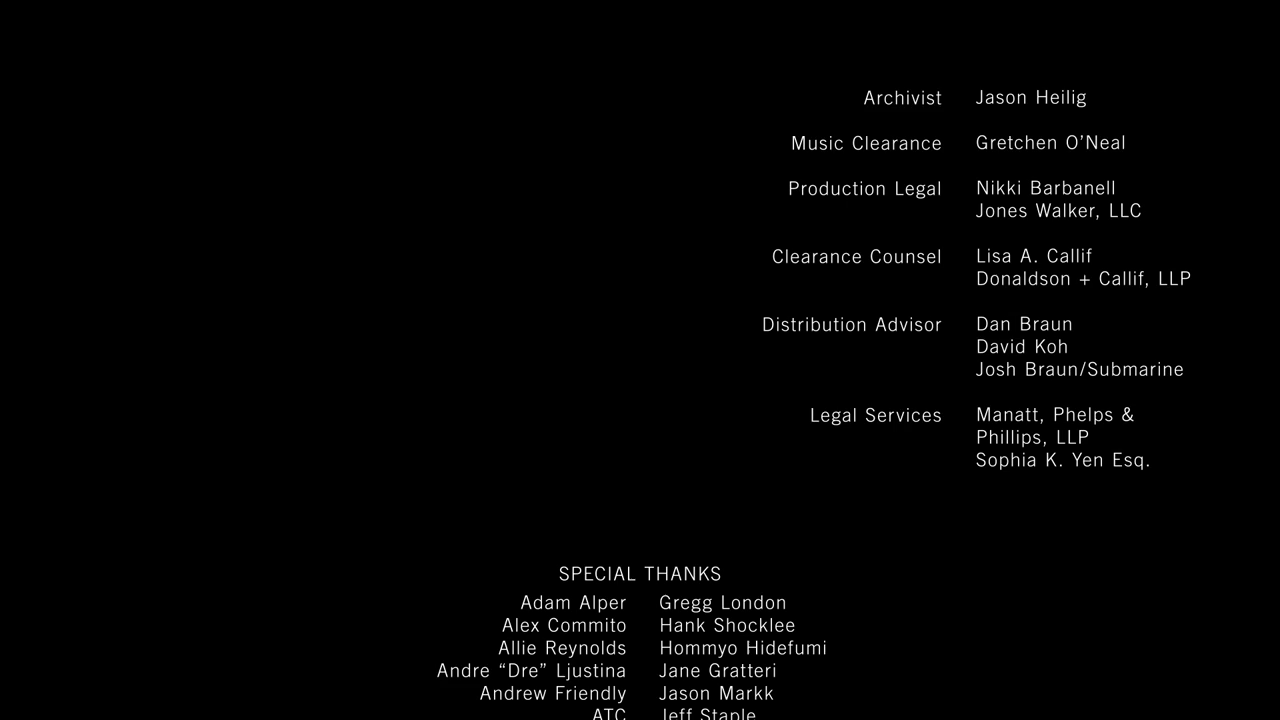 Archivist Jason Heilig
Music Clearance Gretchen O’Neal
Production Legal Nikki Barbanell
Jones Walker, LLC
Clearance Counsel Lisa A. Callif
Donaldson + Callif, LLP
Distribution Advisor Dan Braun
David Koh
Josh Braun/Submarine
Legal Services Manatt, Phelps &
Phillips, LLP
Sophia K. Yen Esq.
SPECIAL THANKS
Adam Alper Gregg London
Alex Commito Hank Shocklee
Allie Reynolds Hommyo Hidefumi
Andre “Dre” Ljustina Jane Gratteri
Andrew Friendly Jason Markk
ATC Jeff Staple